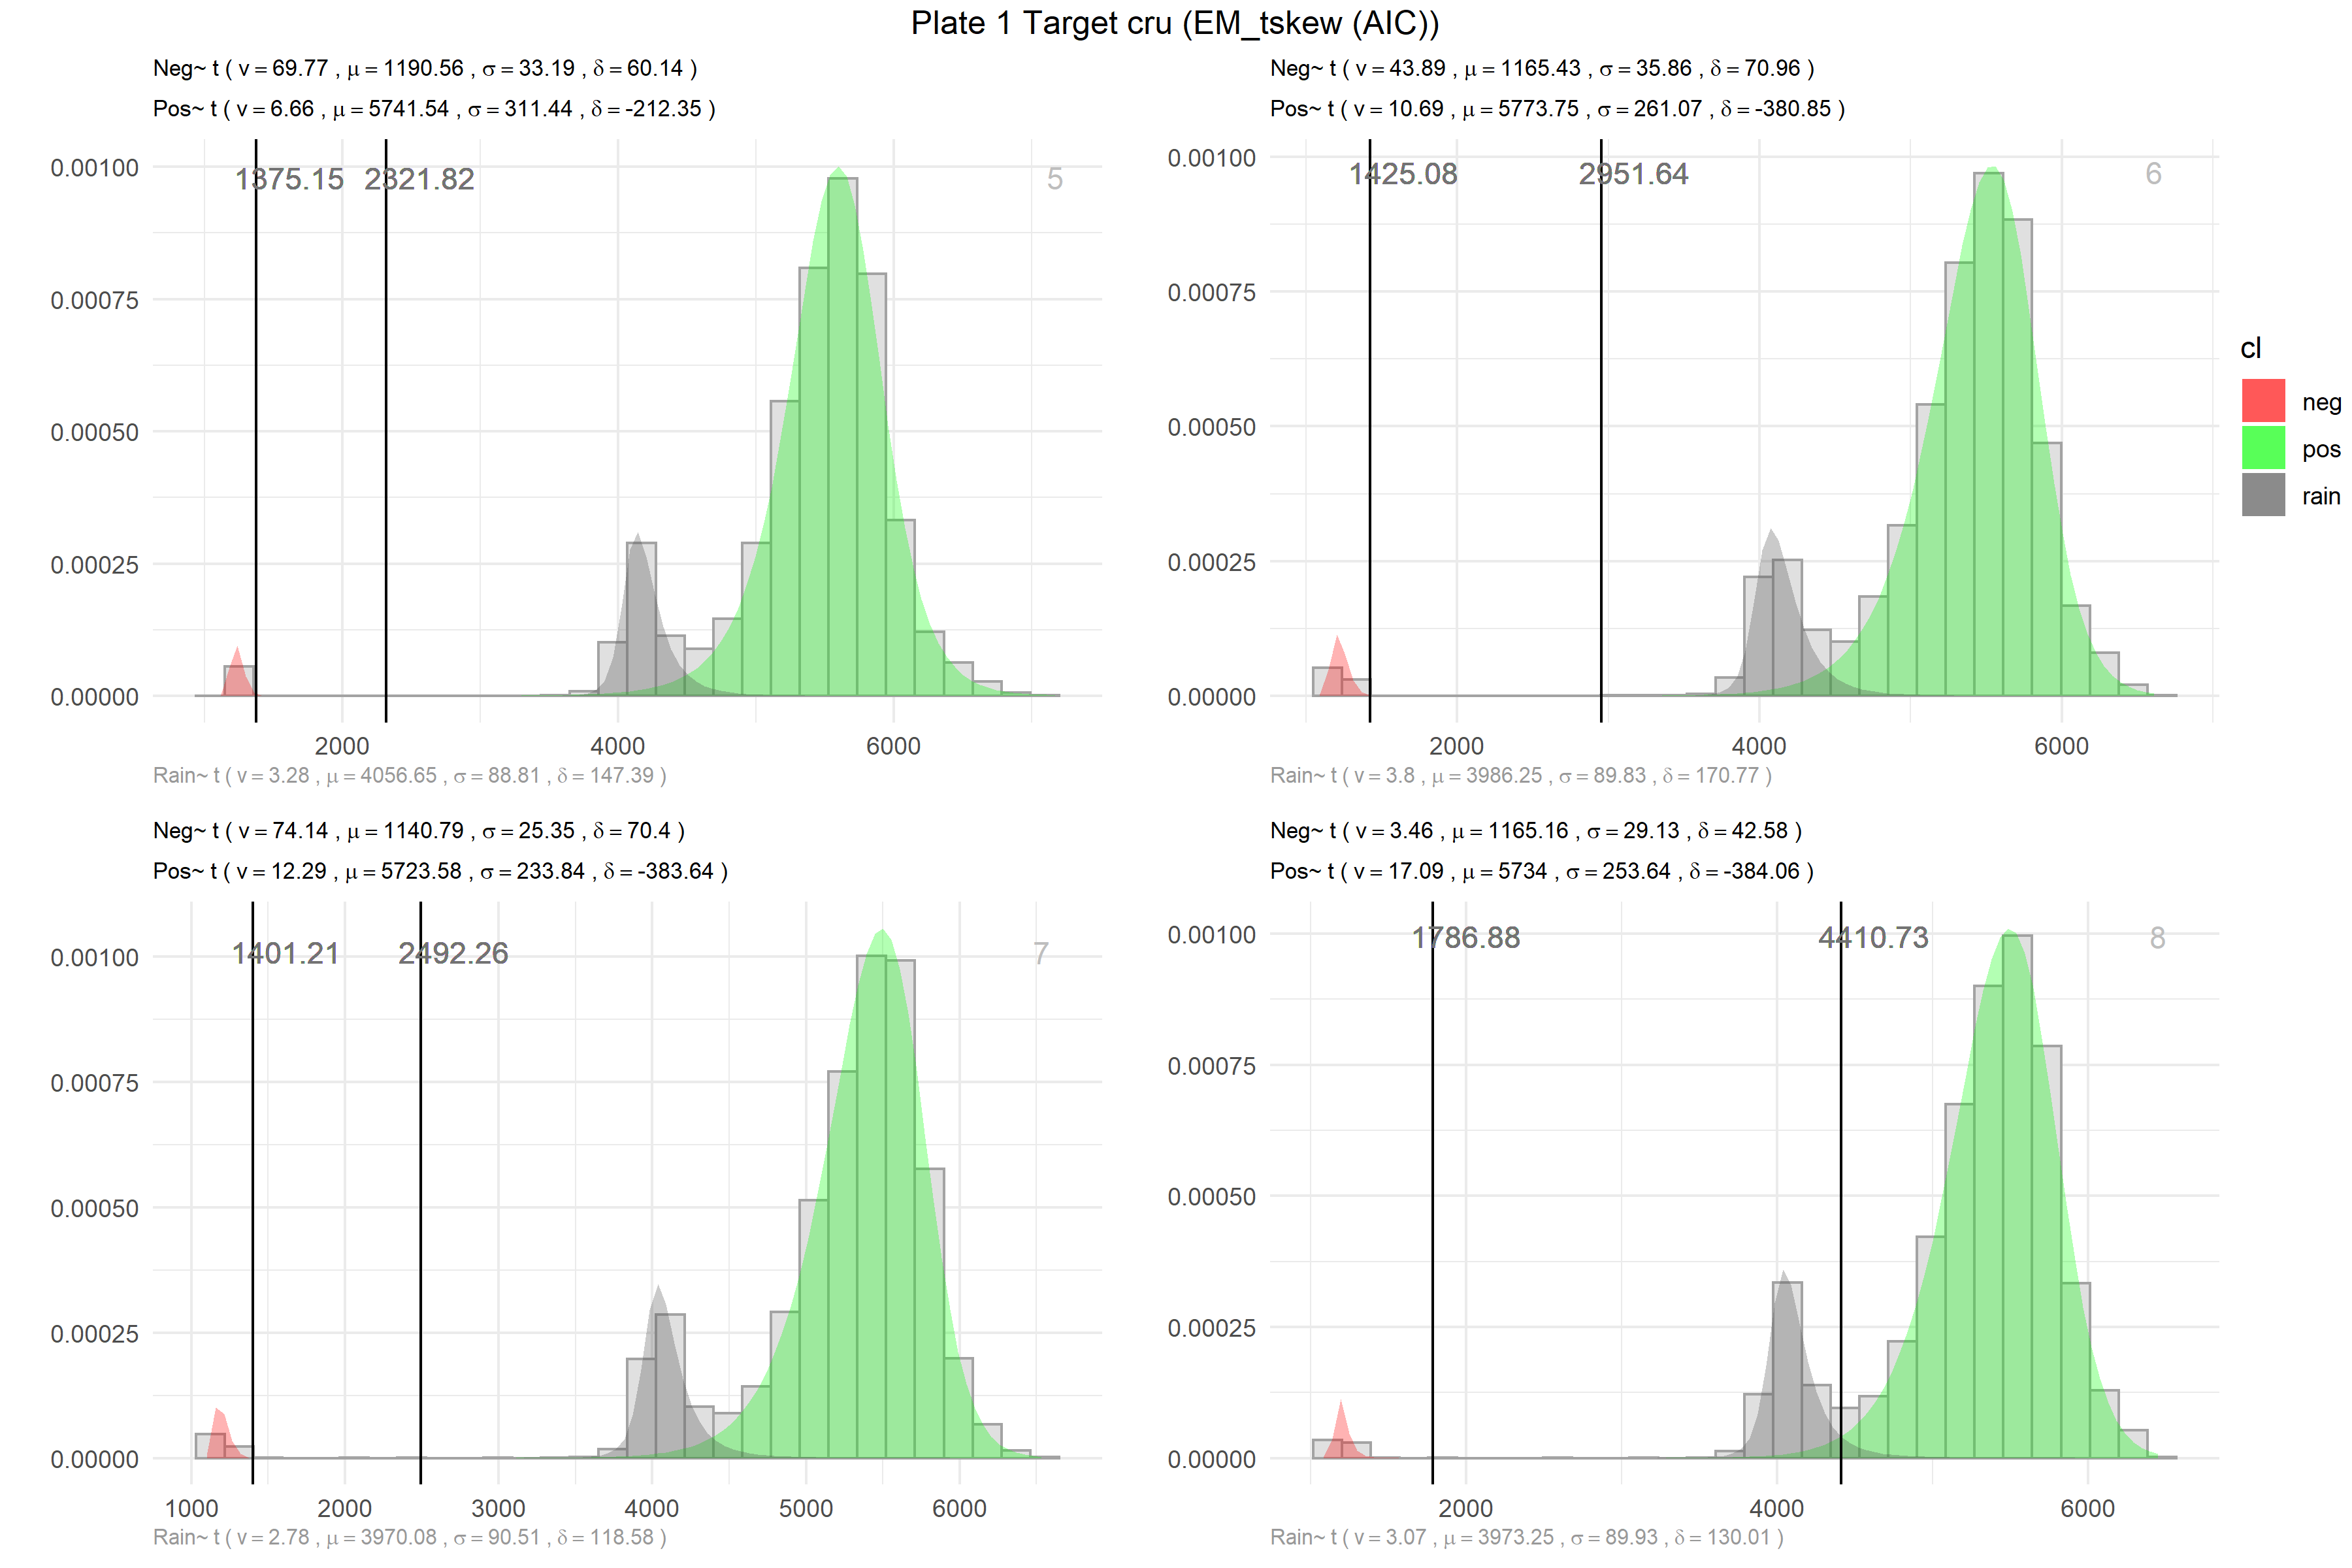 Plate 1 Target cru (EM_tskew (AIC))
Neg~ t ( v = 69.77 , μ = 1190.56 , σ = 33.19 , δ = 60.14 )
Pos~ t ( v = 6.66 , μ = 5741.54 , σ = 311.44 , δ = -212.35 )
1375.15 2321.82 5
0.00100
0.00075
0.00050
0.00025
0.00000
2000 4000 6000
Rain~ t ( v = 3.28 , μ = 4056.65 , σ = 88.81 , δ = 147.39 )
Neg~ t ( v = 43.89 , μ = 1165.43 , σ = 35.86 , δ = 70.96 )
Pos~ t ( v = 10.69 , μ = 5773.75 , σ = 261.07 , δ = -380.85 )
0.00100
1425.08 2951.64 6
0.00075
0.00050
0.00025
0.00000
2000 4000 6000
Rain~ t ( v = 3.8 , μ = 3986.25 , σ = 89.83 , δ = 170.77 )
cl
neg
pos
rain
Neg~ t ( v = 74.14 , μ = 1140.79 , σ = 25.35 , δ = 70.4 )
Pos~ t ( v = 12.29 , μ = 5723.58 , σ = 233.84 , δ = -383.64 )
1401.21 2492.26 7
0.00100
0.00075
0.00050
0.00025
0.00000
1000 2000 3000 4000 5000 6000
Rain~ t ( v = 2.78 , μ = 3970.08 , σ = 90.51 , δ = 118.58 )
Neg~ t ( v = 3.46 , μ = 1165.16 , σ = 29.13 , δ = 42.58 )
Pos~ t ( v = 17.09 , μ = 5734 , σ = 253.64 , δ = -384.06 )
0.00100
1786.88 4410.73 8
0.00075
0.00050
0.00025
0.00000
2000 4000 6000
Rain~ t ( v = 3.07 , μ = 3973.25 , σ = 89.93 , δ = 130.01 )